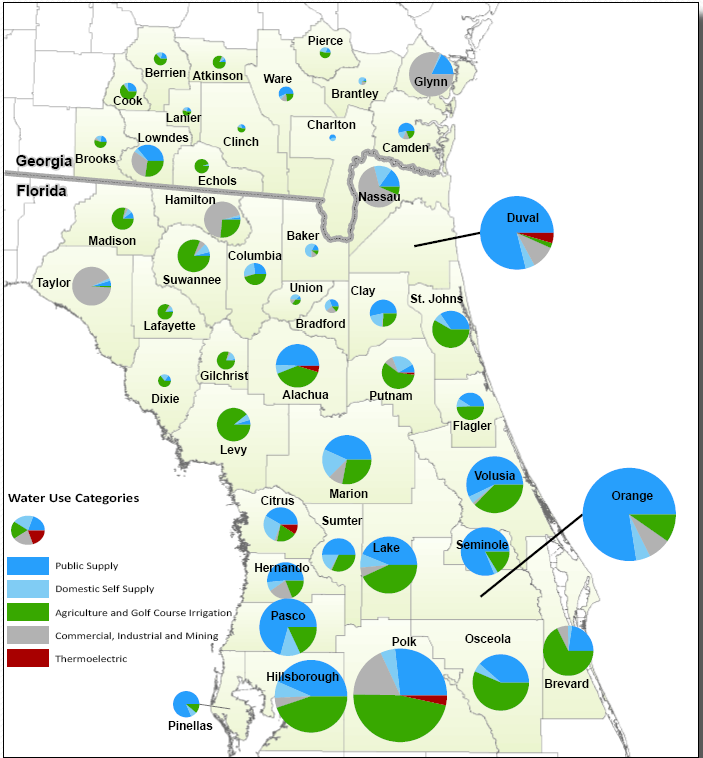 Pierce
Berrien
Atkinson
Ware
Glynn
Brantley
Cook
Lanier
Charlton
Lowndes
Clinch
Camden
Brooks
Georgia
Echols
Florida
Nassau
Hamilton
Duval
Madison
Baker
Suwannee
Columbia
Taylor
Union
Clay
St. Johns
Lafayette
Bradford
Gilchrist
Alachua
Putnam
Dixie
Flagler
Levy
Marion
Volusia
Water Use Categories
Citrus
Orange
Sumter
Lake
Seminole
Public Supply
Hernando
Domestic Self Supply
Agriculture and Golf Course Irrigation
Pasco
Commercial, Industrial and Mining
Polk
Osceola
Thermoelectric
Hillsborough
Brevard
Pinellas